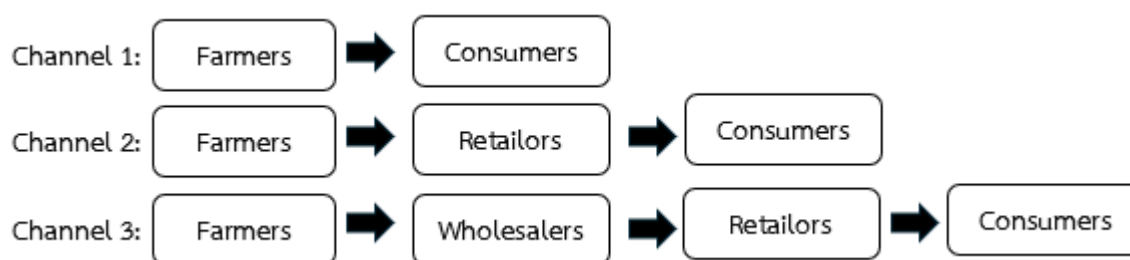 Channel 1: Farmers Consumers
Channel 2: Farmers Retailors Consumers
Channel 3: Farmers Wholesalers Retailors Consumers